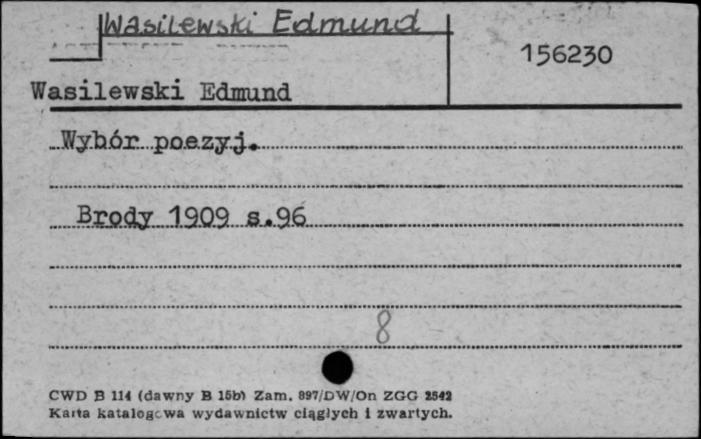 Wasilewski Edmund
156230
Wasilewski Edmund
Wybór poezyj.
Brody 1909 s.96
8
CWD B 114 (dawny B 15b) Zam. 897/DW/On ZGG 2542
Karta katalogowa wydawnictw ciągłych i zwartych.